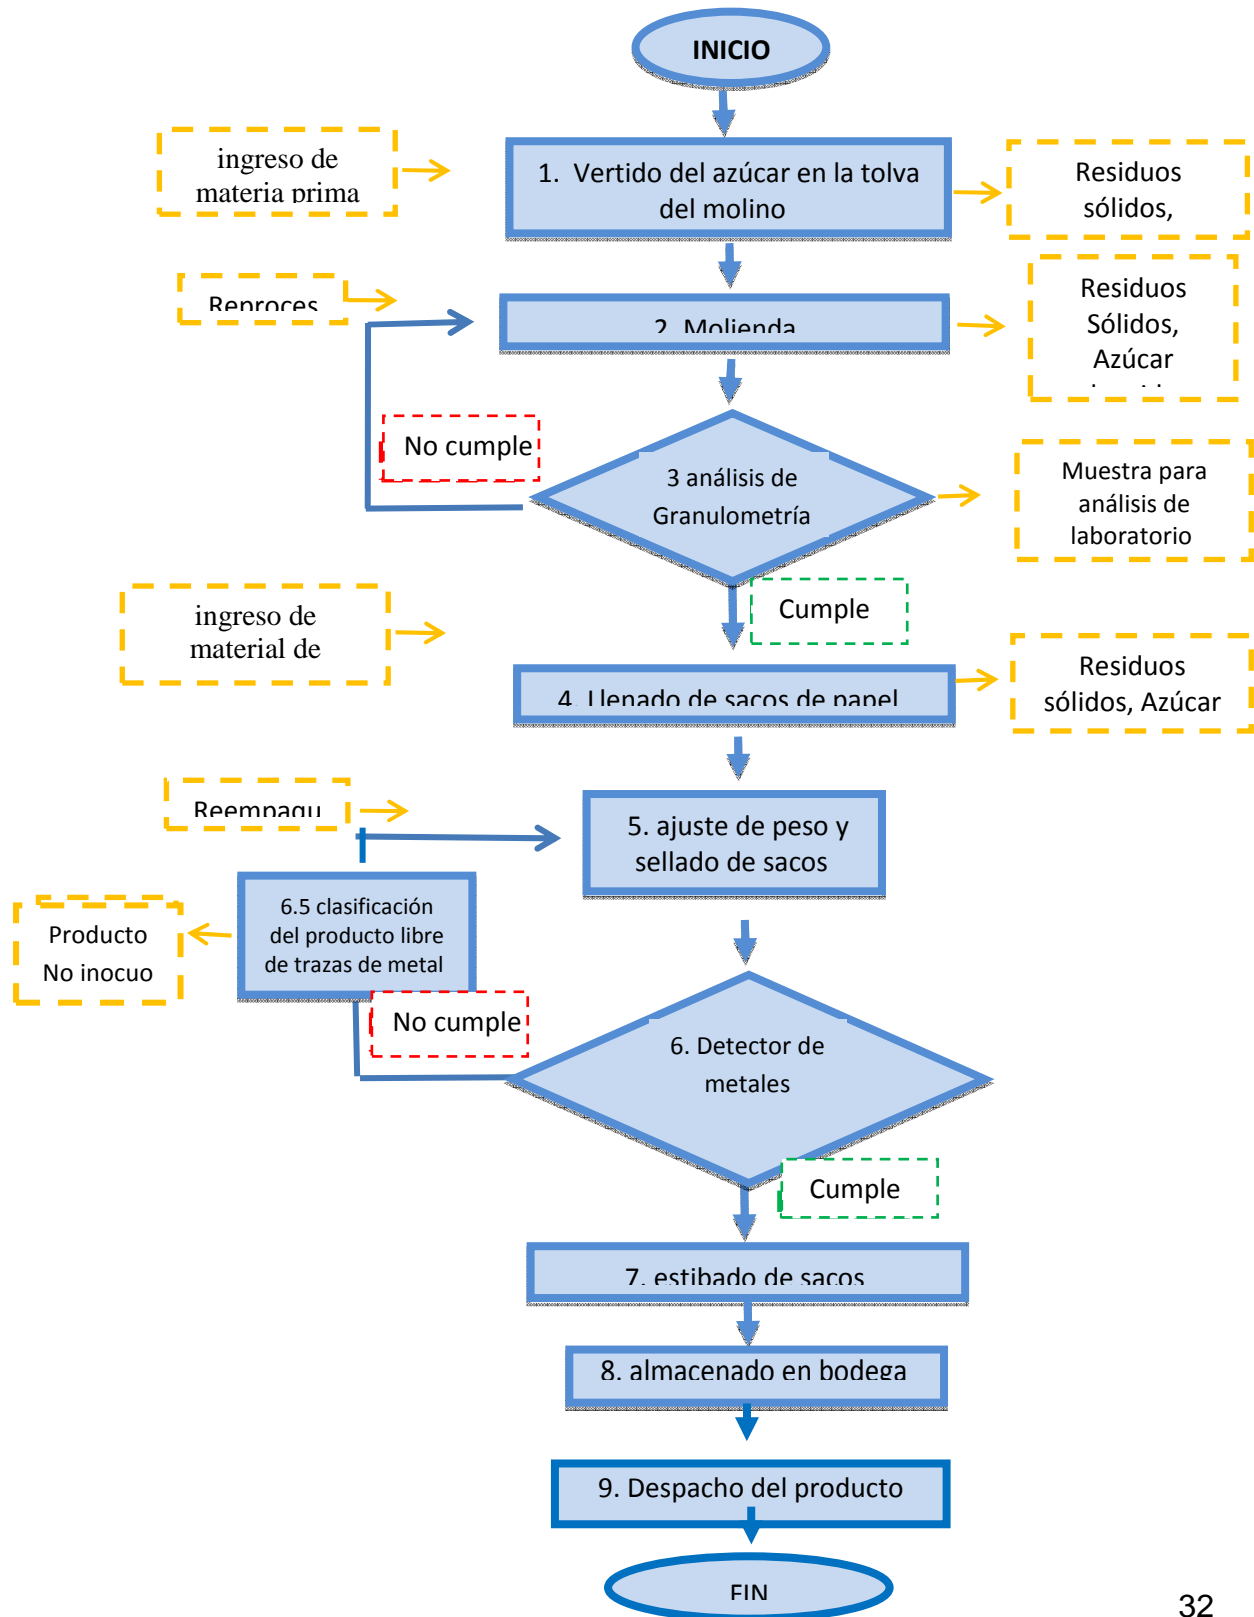 INICIO
ingreso de
materia prima
1. Vertido del azúcar en la tolva
del molino
Residuos
sólidos,
Reproces
2. Molienda
Residuos
Sólidos,
Azúcar
No cumple
3 análisis de
Granulometría
Muestra para
análisis de
laboratorio
Cumple
ingreso de
material de
4. Llenado de sacos de papel
Residuos
sólidos, Azúcar
Reempaqu
5. ajuste de peso y
sellado de sacos
6.5 clasificación
del producto libre
de trazas de metal
Producto
No inocuo
No cumple
6. Detector de
metales
Cumple
7. estibado de sacos
8. almacenado en bodega
9. Despacho del producto
FIN
32